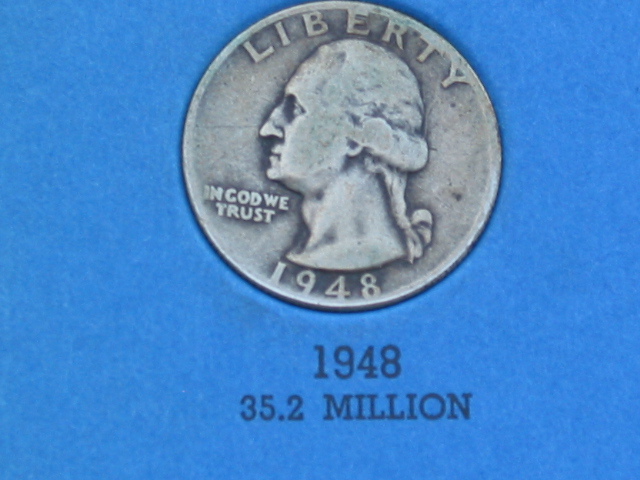 LIBERTY
IN GOD WE
TRUST
1948
1948
35.2 MILLION